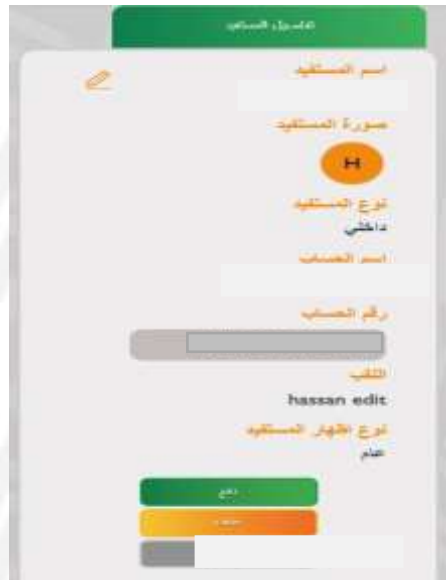 تفاصيل المستفيد
اسم المستفيد
صورة المستفيد
H
نوع المستفيد
داخلي
اسم الحساب
رقم الحساب
اللقب
hassan edit
نوع اظهار المستفيد
عام
دفع